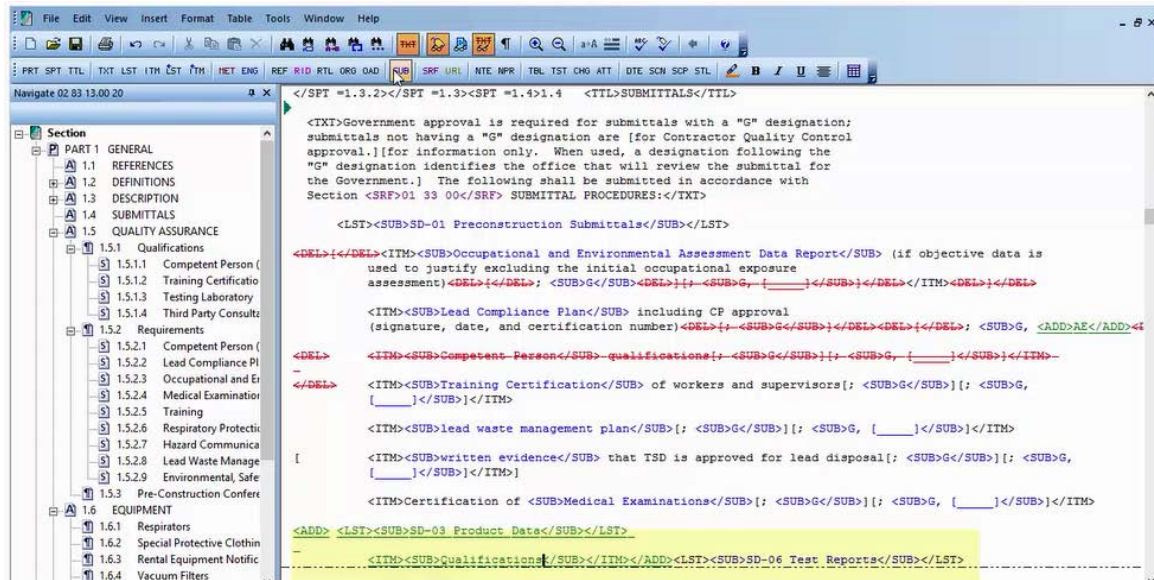 File Edit View Insert Format Table Tools Window Help
PRT SPT TTL TXT LST ITM LST ITM MET ENG REF RID RTL ORG OAD SUB SRF URL NTE NPR TBL TST CHG ATT DTE SCN SCP STL B I U
Navigate 02 83 13.00 20
Section
PART 1 GENERAL
1.1 REFERENCES
1.2 DEFINITIONS
1.3 DESCRIPTION
1.4 SUBMITTALS
1.5 QUALITY ASSURANCE
1.5.1 Qualifications
1.5.1.1 Competent Person (
1.5.1.2 Training Certificatio
1.5.1.3 Testing Laboratory
1.5.1.4 Third Party Consulta
1.5.2 Requirements
1.5.2.1 Competent Person (
1.5.2.2 Lead Compliance Pl
1.5.2.3 Occupational and Er
1.5.2.4 Medical Examination
1.5.2.5 Training
1.5.2.6 Respiratory Protectic
1.5.2.7 Hazard Communica
1.5.2.8 Lead Waste Manage
1.5.2.9 Environmental, Safe
1.5.3 Pre-Construction Confere
1.6 EQUIPMENT
1.6.1 Respirators
1.6.2 Special Protective Clothin
1.6.3 Rental Equipment Notific
1.6.4 Vacuum Filters
</SPT =1.3.2></SPT =1.3><SPT =1.4>1.4 <TTL>SUBMITTALS</TTL>
<TXT>Government approval is required for submittals with a "G" designation;
submittals not having a "G" designation are [for Contractor Quality Control
approval.][for information only. When used, a designation following the
"G" designation identifies the office that will review the submittal for
the Government.] The following shall be submitted in accordance with
Section <SRF>01 33 00</SRF> SUBMITTAL PROCEDURES:</TXT>
<LST><SUB>SD-01 Preconstruction Submittals</SUB></LST>
<DEL>[</DEL><ITM><SUB>Occupational and Environmental Assessment Data Report</SUB> (if objective data is
used to justify excluding the initial occupational exposure
assessment)<DEL>[</DEL>; <SUB>G</SUB><DEL>][; <SUB>G, [_____]</SUB>]</DEL></ITM><DEL>]</DEL>
<ITM><SUB>Lead Compliance Plan</SUB> including CP approval
(signature, date, and certification number)<DEL>[; <SUB>G</SUB>]</DEL><DEL>[</DEL>; <SUB>G, <ADD>AE</ADD>
<DEL> <ITM><SUB>Competent Person</SUB> qualifications[; <SUB>G</SUB>][; <SUB>G, [_____]</SUB>]</ITM>
</DEL> <ITM><SUB>Training Certification</SUB> of workers and supervisors[; <SUB>G</SUB>][; <SUB>G,
[_____]</SUB>]</ITM>
<ITM><SUB>lead waste management plan</SUB>[; <SUB>G</SUB>][; <SUB>G, [_____]</SUB>]</ITM>
[ <ITM><SUB>written evidence</SUB> that TSD is approved for lead disposal[; <SUB>G</SUB>][; <SUB>G,
[_____]</SUB>]</ITM>]
<ITM>Certification of <SUB>Medical Examinations</SUB>[; <SUB>G</SUB>][; <SUB>G, [_____]</SUB>]</ITM>
<ADD> <LST><SUB>SD-03 Product Data</SUB></LST>
<ITM><SUB>Qualifications</SUB></ITM></ADD><LST><SUB>SD-06 Test Reports</SUB></LST>